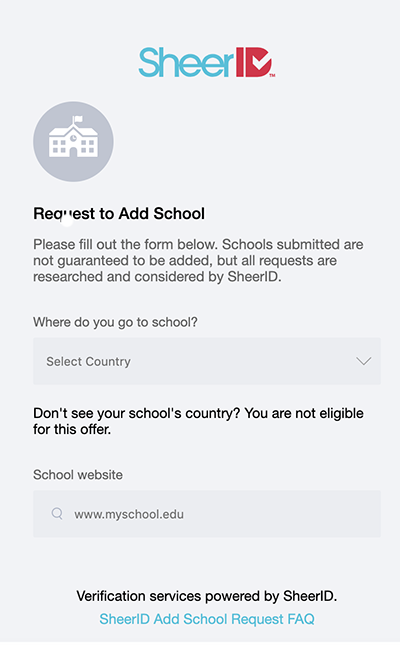 SheerID™
Request to Add School
Please fill out the form below. Schools submitted are
not guaranteed to be added, but all requests are
researched and considered by SheerID.
Where do you go to school?
Select Country
Don't see your school's country? You are not eligible
for this offer.
School website
www.myschool.edu
Verification services powered by SheerID.
SheerID Add School Request FAQ